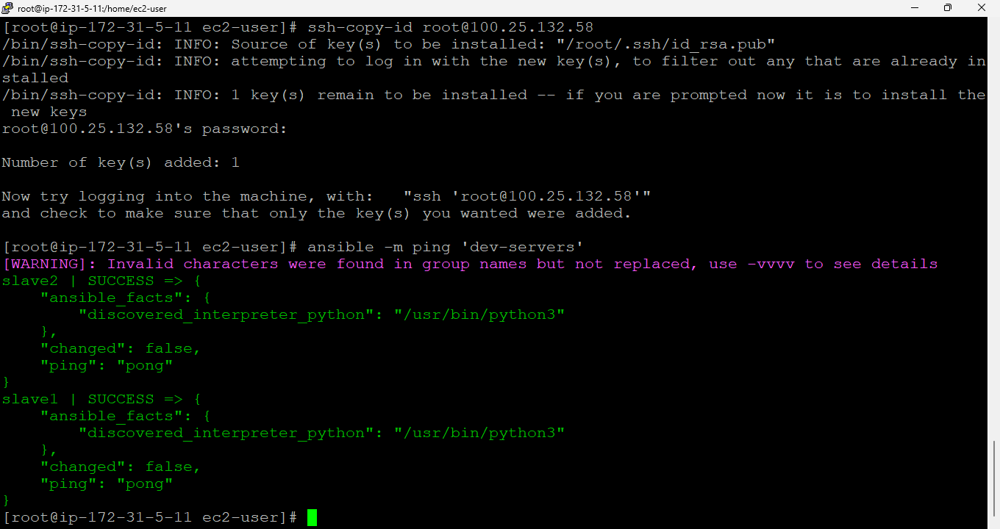 root@ip-172-31-5-11:/home/ec2-user
[root@ip-172-31-5-11 ec2-user]# ssh-copy-id root@100.25.132.58
/bin/ssh-copy-id: INFO: Source of key(s) to be installed: "/root/.ssh/id_rsa.pub"
/bin/ssh-copy-id: INFO: attempting to log in with the new key(s), to filter out any that are already in
stalled
/bin/ssh-copy-id: INFO: 1 key(s) remain to be installed -- if you are prompted now it is to install the
 new keys
root@100.25.132.58's password:

Number of key(s) added: 1

Now try logging into the machine, with:   "ssh 'root@100.25.132.58'"
and check to make sure that only the key(s) you wanted were added.

[root@ip-172-31-5-11 ec2-user]# ansible -m ping 'dev-servers'
[WARNING]: Invalid characters were found in group names but not replaced, use -vvvv to see details
slave2 | SUCCESS => {
    "ansible_facts": {
        "discovered_interpreter_python": "/usr/bin/python3"
    },
    "changed": false,
    "ping": "pong"
}
slave1 | SUCCESS => {
    "ansible_facts": {
        "discovered_interpreter_python": "/usr/bin/python3"
    },
    "changed": false,
    "ping": "pong"
}
[root@ip-172-31-5-11 ec2-user]#